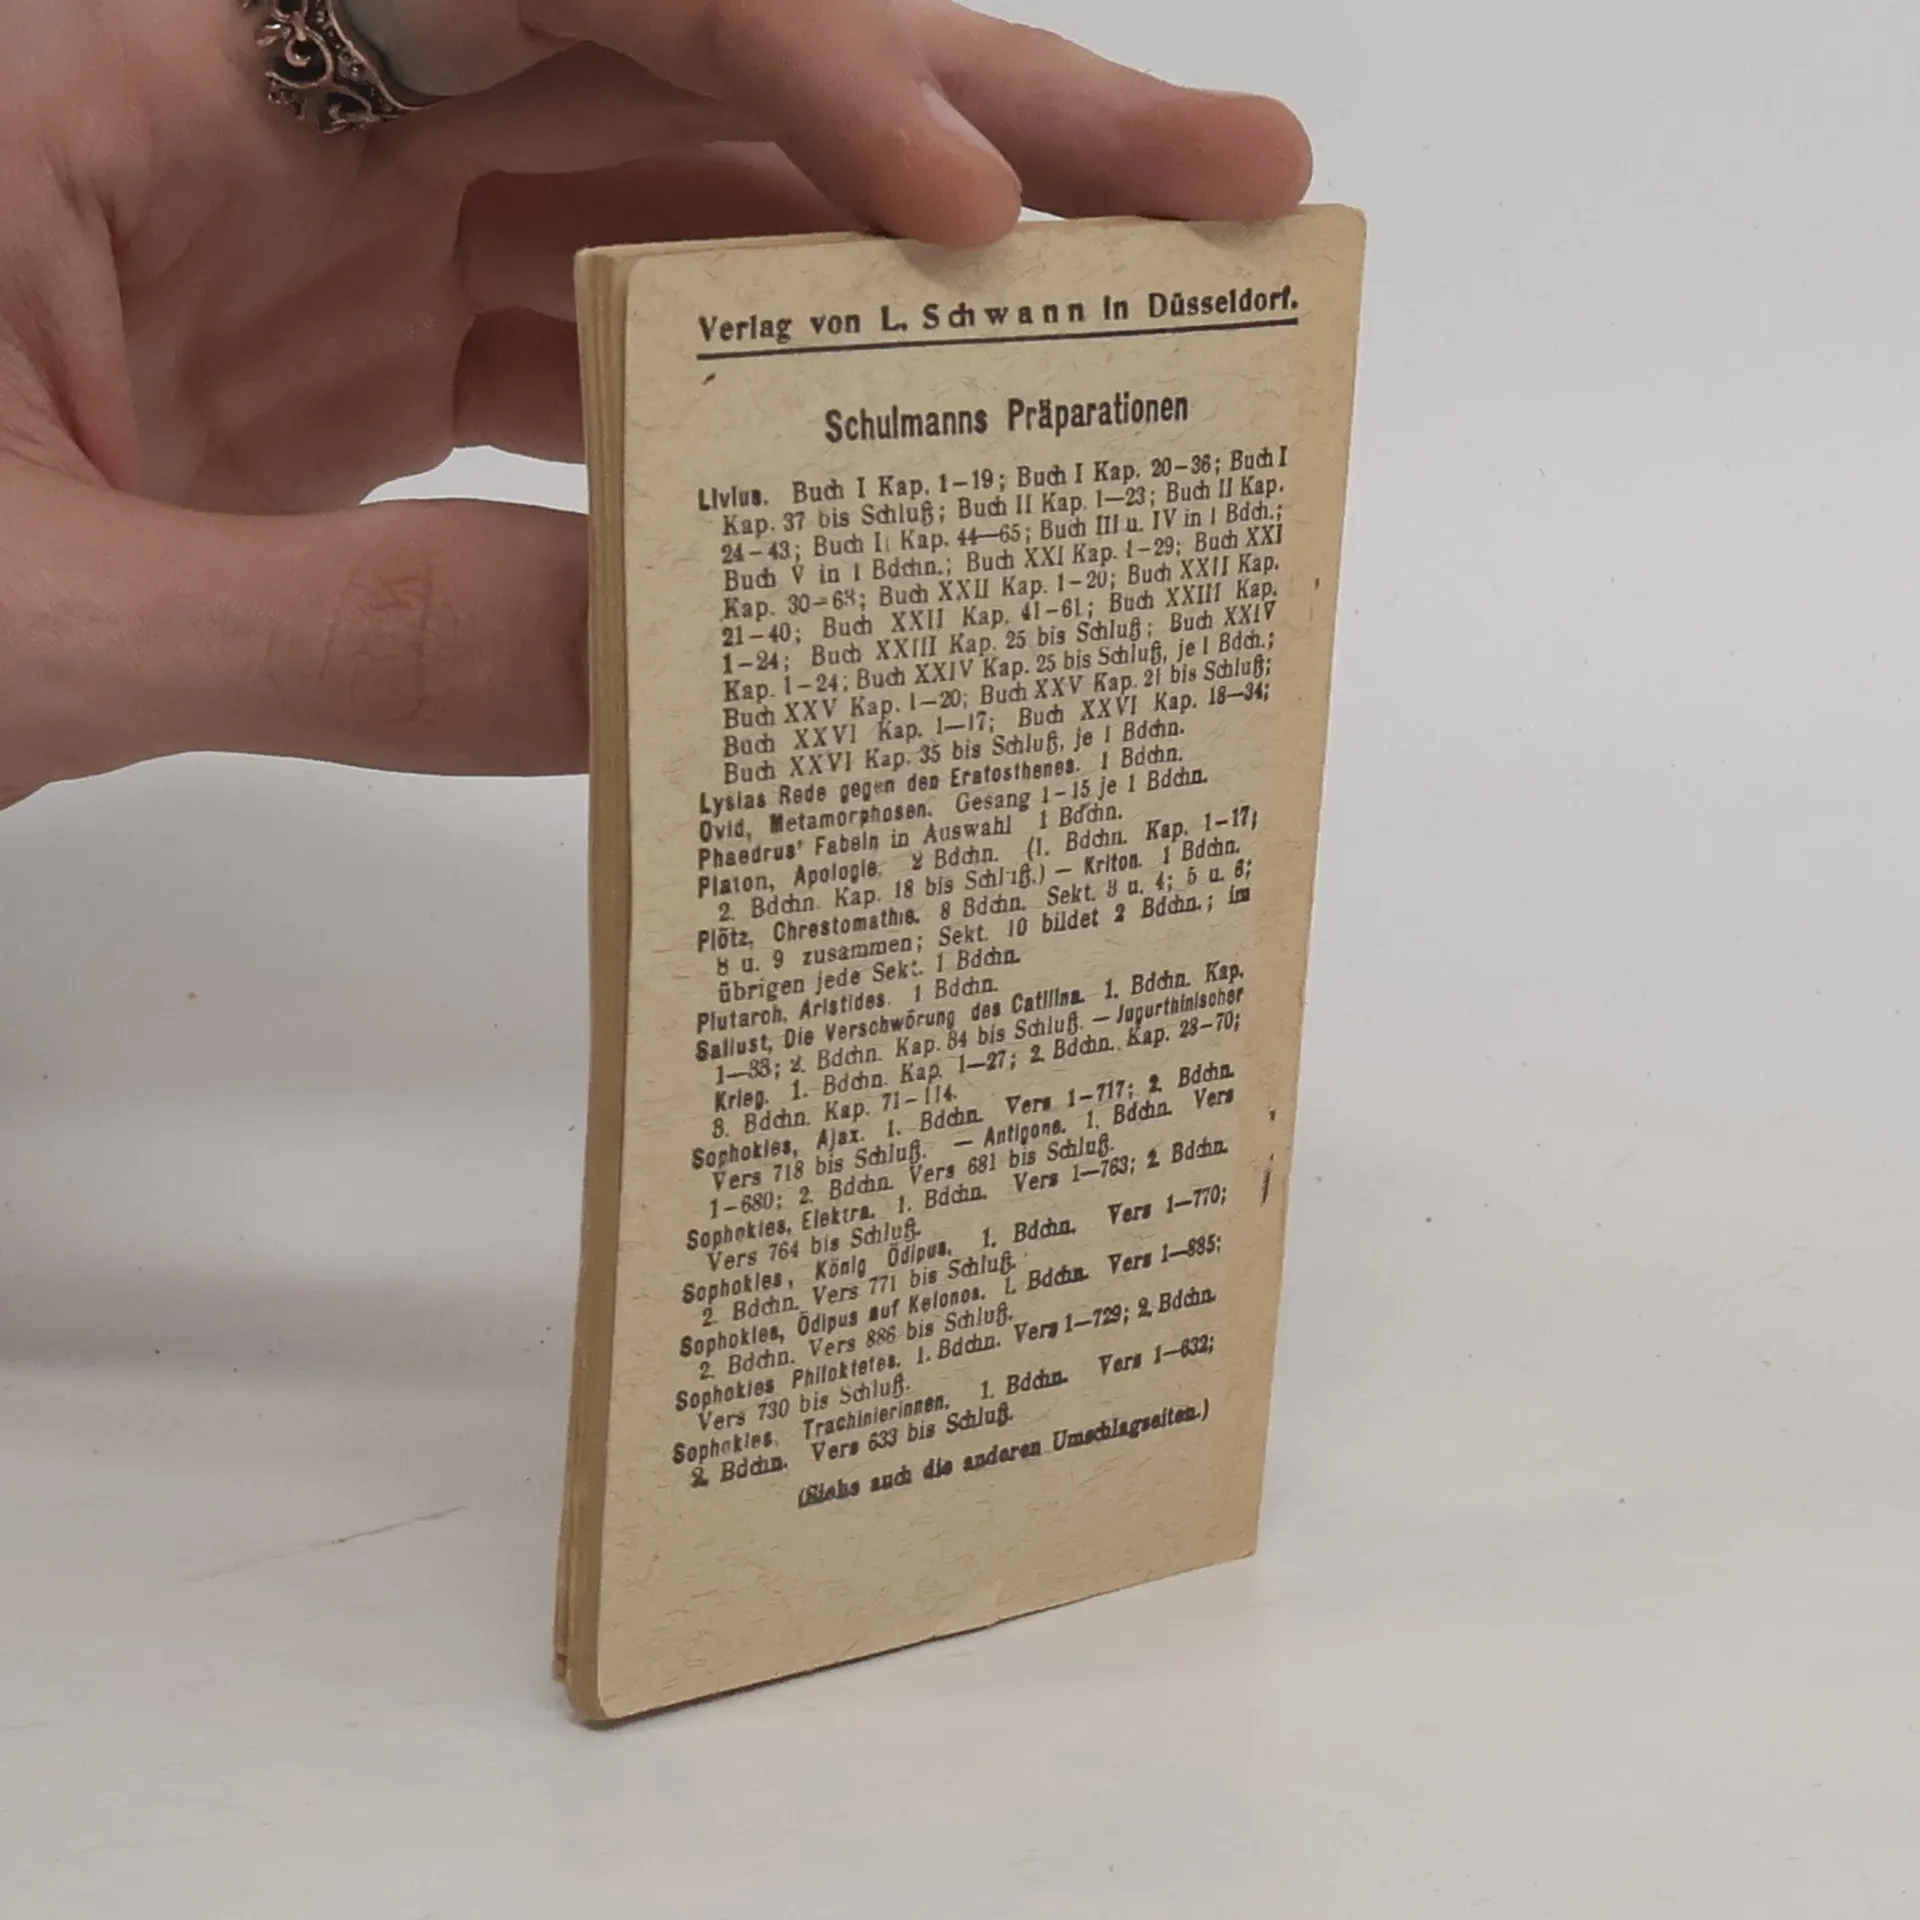 Verlag von L. Schwann in Düsseldorf.
Schulmanns Präparationen
Livius. Buch I Kap. 1–19; Buch I Kap. 20–36; Buch I
Kap. 37 bis Schluß; Buch II Kap. 1—23; Buch II Kap.
24–43; Buch II Kap. 44—65; Buch III u. IV in 1 Bdch.;
Buch V in 1 Bdchn.; Buch XXI Kap. 1–29; Buch XXI
Kap. 30–63; Buch XXII Kap. 1–20; Buch XXII Kap.
21–40; Buch XXII Kap. 41–61; Buch XXIII Kap.
1–24; Buch XXIII Kap. 25 bis Schluß; Buch XXIV
Kap. 1–24; Buch XXIV Kap. 25 bis Schluß, je 1 Bdch.;
Buch XXV Kap. 1–20; Buch XXV Kap. 21 bis Schluß;
Buch XXVI Kap. 1—17; Buch XXVI Kap. 18—34;
Buch XXVI Kap. 35 bis Schluß, je 1 Bdchn.
Lysias Rede gegen den Eratosthenes. 1 Bdchn.
Ovid, Metamorphosen. Gesang 1–15 je 1 Bdchn.
Phaedrus' Fabeln in Auswahl 1 Bdchn.
Platon, Apologie. 2 Bdchn. (1. Bdchn. Kap. 1–17;
2. Bdchn. Kap. 18 bis Schluß.) — Kriton. 1 Bdchn.
Plötz, Chrestomathie. 8 Bdchn. Sekt. 3 u. 4; 5 u. 6;
8 u. 9 zusammen; Sekt. 10 bildet 2 Bdchn.; im
übrigen jede Sekt. 1 Bdchn.
Plutarch, Aristides. 1 Bdchn.
Sallust, Die Verschwörung des Catilina. 1. Bdchn. Kap.
1—33; 2. Bdchn. Kap. 34 bis Schluß. — Jugurthinischer
Krieg. 1. Bdchn. Kap. 1—27; 2. Bdchn. Kap. 28–70;
3. Bdchn. Kap. 71–114.
Sophokles, Ajax. 1. Bdchn. Vers 1–717; 2. Bdchn.
Vers 718 bis Schluß. — Antigone. 1. Bdchn. Vers
1–680; 2. Bdchn. Vers 681 bis Schluß.
Sophokles, Elektra. 1. Bdchn. Vers 1—763; 2. Bdchn.
Vers 764 bis Schluß.
Sophokles, König Ödipus. 1. Bdchn. Vers 1—770;
2. Bdchn. Vers 771 bis Schluß.
Sophokles, Ödipus auf Kolonos. 1. Bdchn. Vers 1—885;
2. Bdchn. Vers 886 bis Schluß.
Sophokles Philoktetes. 1. Bdchn. Vers 1—729; 2. Bdchn.
Vers 730 bis Schluß.
Sophokles, Trachinierinnen. 1. Bdchn. Vers 1—632;
2. Bdchn. Vers 633 bis Schluß.
(Siehe auch die anderen Umschlagseiten.)